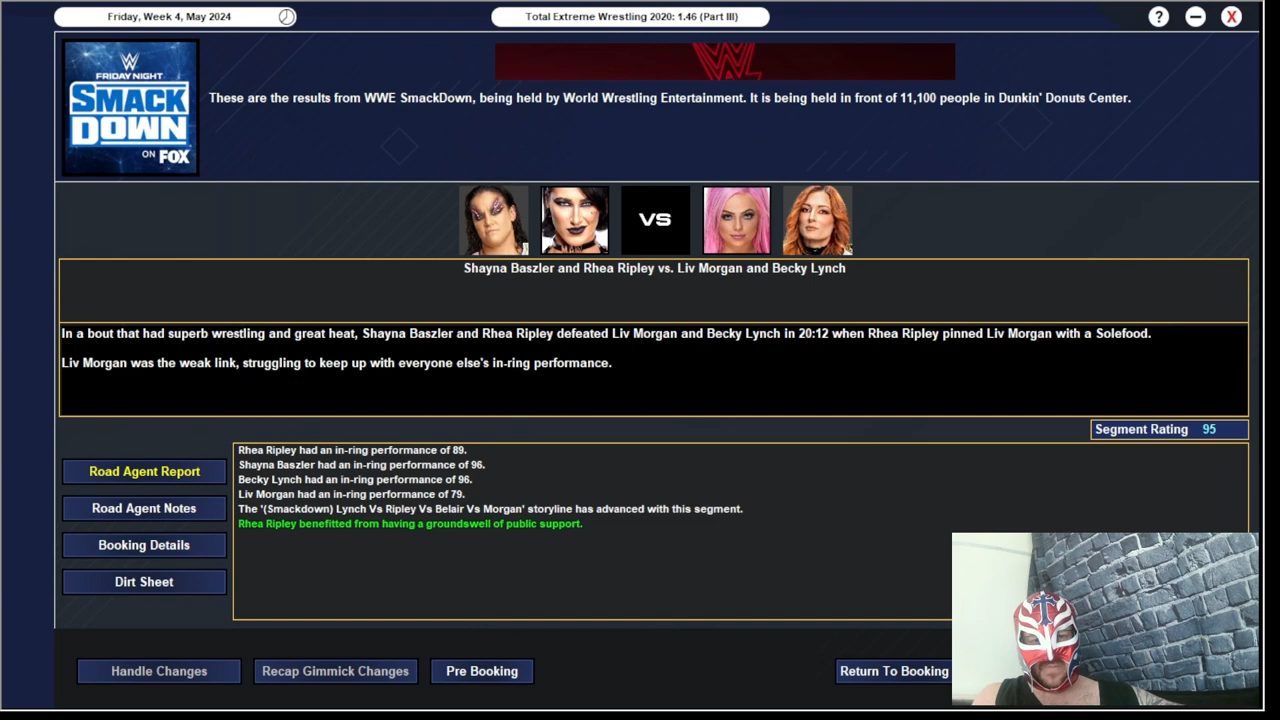 Friday, Week 4, May 2024
Total Extreme Wrestling 2020: 1.46 (Part III)
?
X
W
FRIDAY NIGHT
SMACK
DOWN
ON FOX
These are the results from WWE SmackDown, being held by World Wrestling Entertainment. It is being held in front of 11,100 people in Dunkin' Donuts Center.
VS
Shayna Baszler and Rhea Ripley vs. Liv Morgan and Becky Lynch
In a bout that had superb wrestling and great heat, Shayna Baszler and Rhea Ripley defeated Liv Morgan and Becky Lynch in 20:12 when Rhea Ripley pinned Liv Morgan with a Solefood.
Liv Morgan was the weak link, struggling to keep up with everyone else's in-ring performance.
Segment Rating 95
Road Agent Report
Road Agent Notes
Booking Details
Dirt Sheet
Rhea Ripley had an in-ring performance of 89.
Shayna Baszler had an in-ring performance of 96.
Becky Lynch had an in-ring performance of 96.
Liv Morgan had an in-ring performance of 79.
The '(Smackdown) Lynch Vs Ripley Vs Belair Vs Morgan' storyline has advanced with this segment.
Rhea Ripley benefitted from having a groundswell of public support.
Handle Changes
Recap Gimmick Changes
Pre Booking
Return To Booking